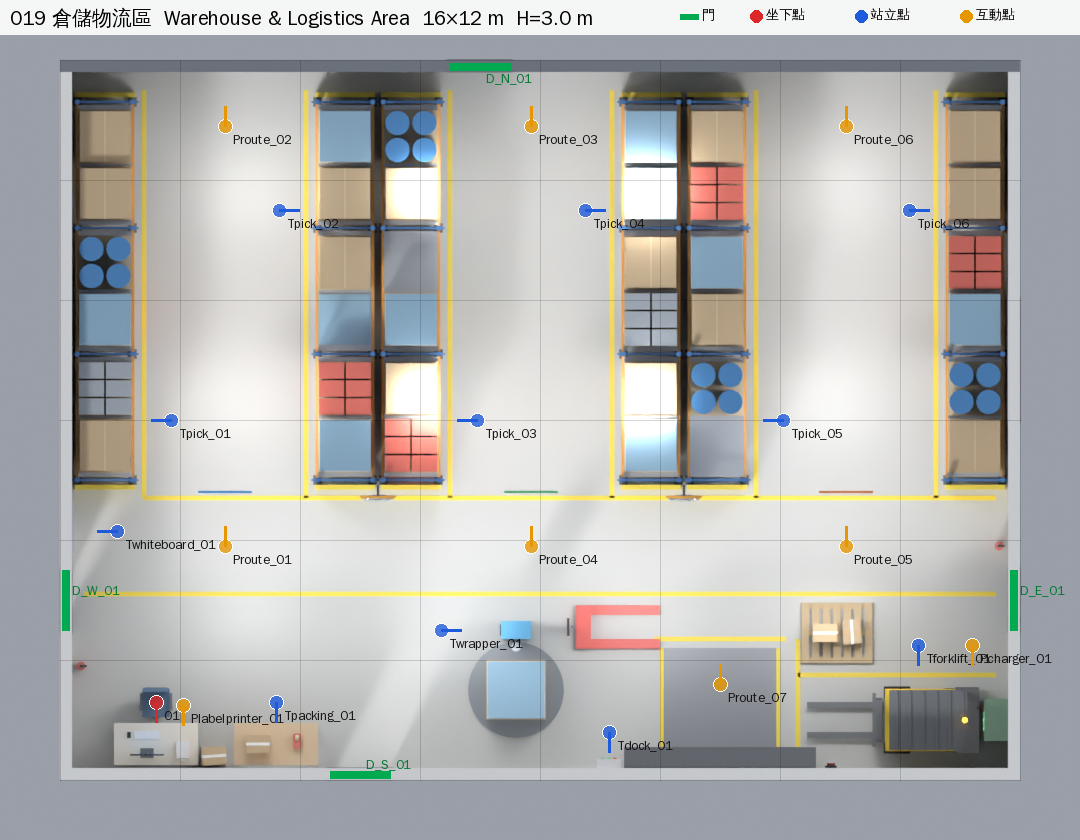 019 倉儲物流區 Warehouse & Logistics Area 16×12 m H=3.0 m
門
坐下點
站立點
互動點
D_N_01
Proute_02
Proute_03
Proute_06
Tpick_02
Tpick_04
Tpick_06
Tpick_01
Tpick_03
Tpick_05
Twhiteboard_01
Proute_01
Proute_04
Proute_05
D_W_01
D_E_01
Twrapper_01
Tforklift_01
Pcharger_01
Proute_07
01
Plabelprinter_01
Tpacking_01
Tdock_01
D_S_01